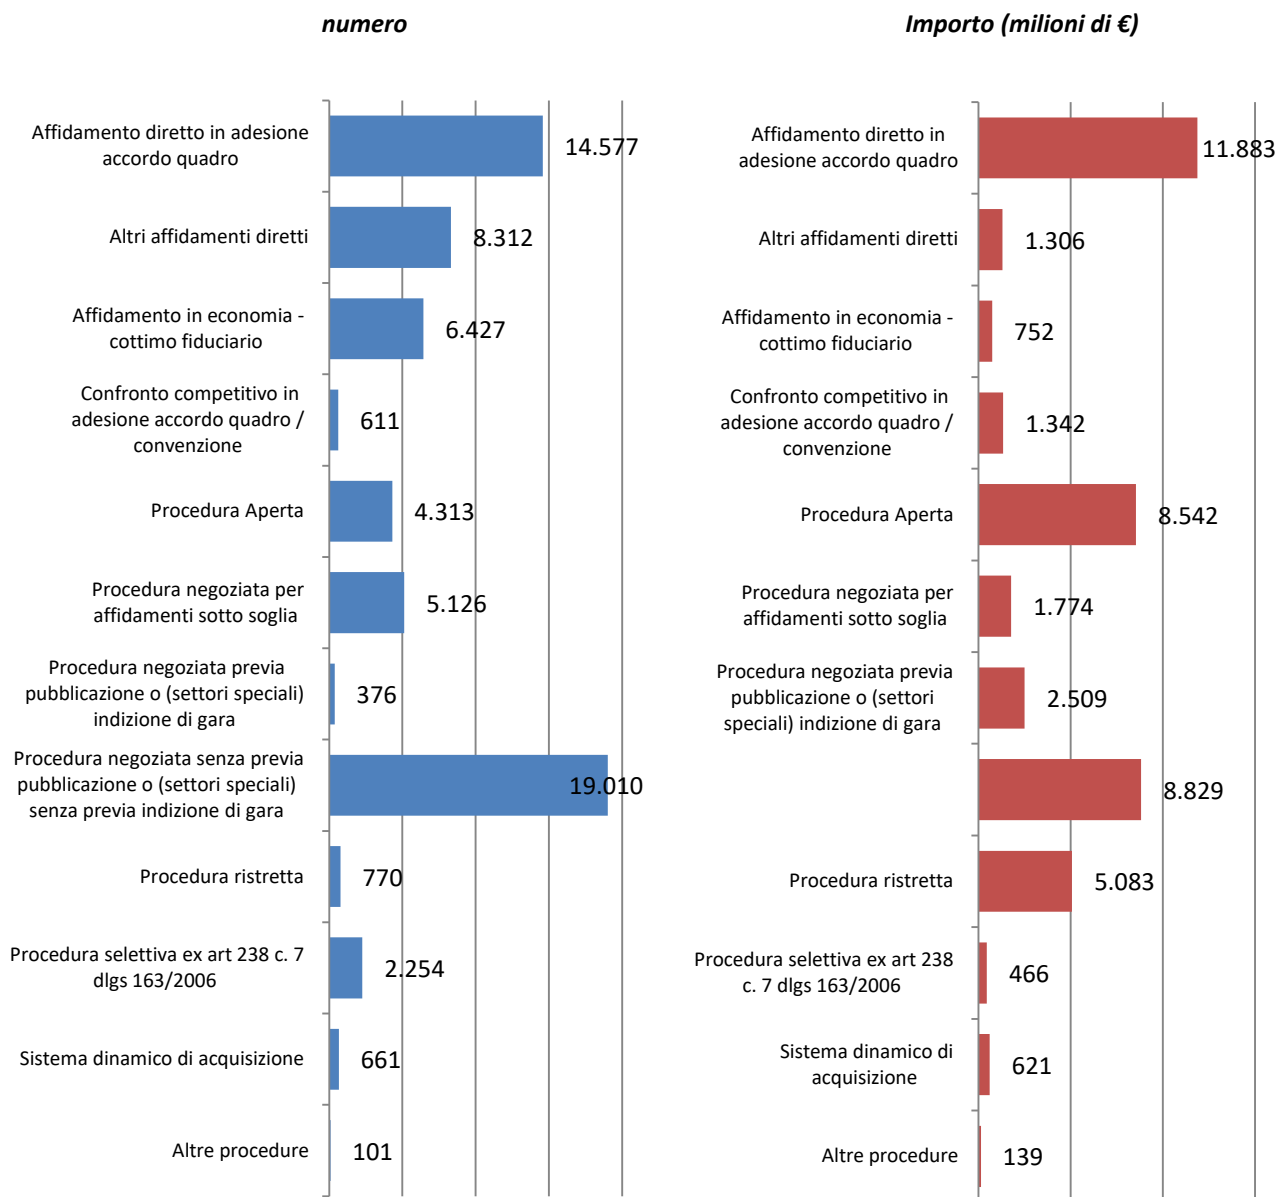 numero
Affidamento diretto in adesione
accordo quadro
14.577
Altri affidamenti diretti
8.312
Affidamento in economia -
cottimo fiduciario
6.427
Confronto competitivo in
adesione accordo quadro /
convenzione
611
Procedura Aperta
4.313
Procedura negoziata per
affidamenti sotto soglia
5.126
Procedura negoziata previa
pubblicazione o (settori speciali)
indizione di gara
376
Procedura negoziata senza previa
pubblicazione o (settori speciali)
senza previa indizione di gara
19.010
Procedura ristretta
770
Procedura selettiva ex art 238 c. 7
dlgs 163/2006
2.254
Sistema dinamico di acquisizione
661
Altre procedure
101
Importo (milioni di €)
Affidamento diretto in
adesione accordo quadro
11.883
Altri affidamenti diretti
1.306
Affidamento in economia -
cottimo fiduciario
752
Confronto competitivo in
adesione accordo quadro /
convenzione
1.342
Procedura Aperta
8.542
Procedura negoziata per
affidamenti sotto soglia
1.774
Procedura negoziata previa
pubblicazione o (settori
speciali) indizione di gara
2.509
8.829
Procedura ristretta
5.083
Procedura selettiva ex art 238
c. 7 dlgs 163/2006
466
Sistema dinamico di
acquisizione
621
Altre procedure
139